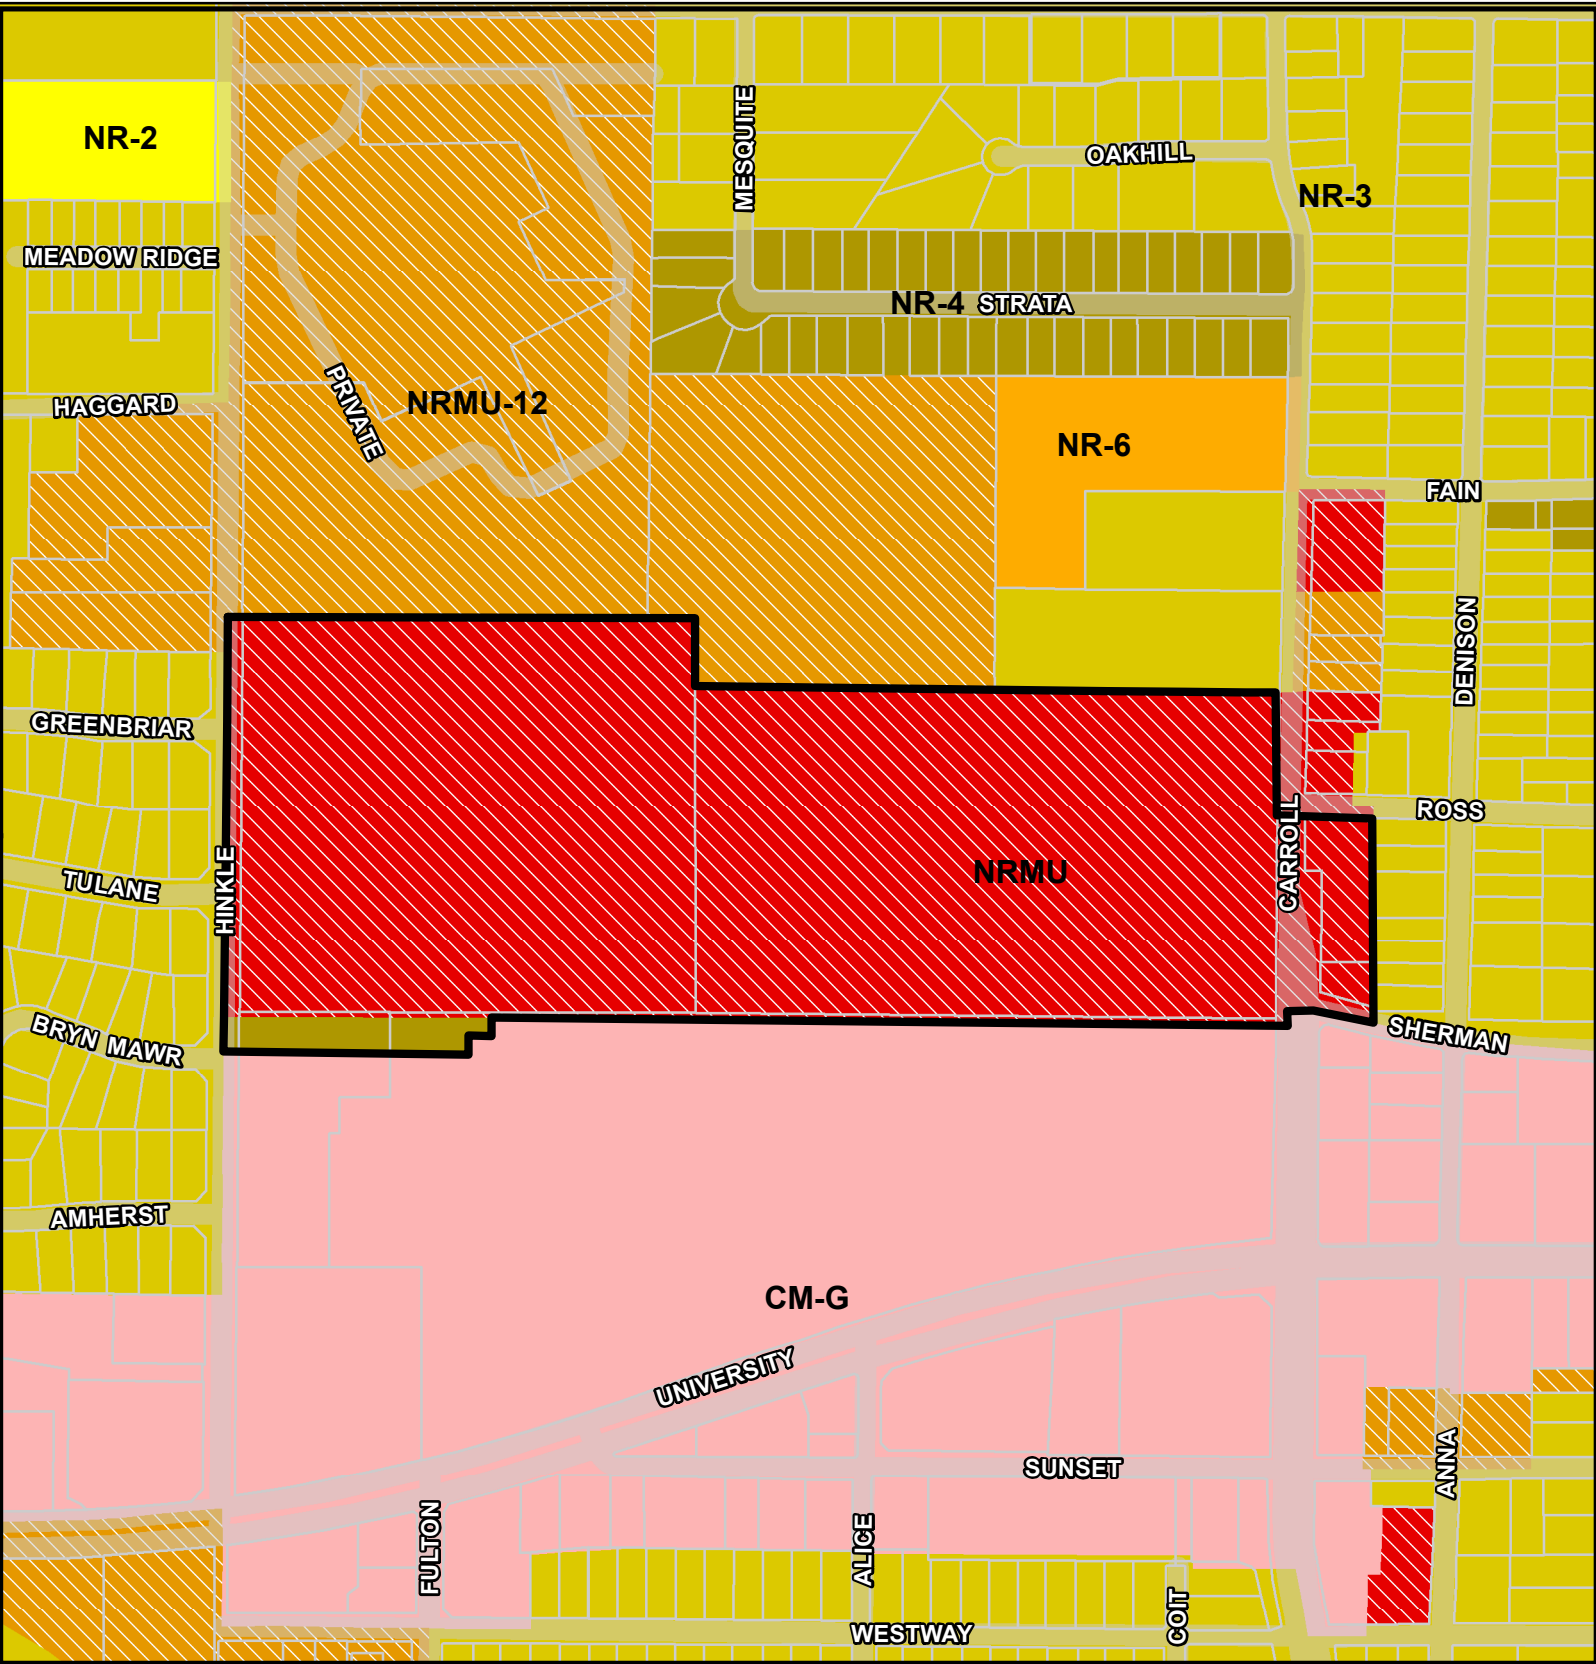 MESQUITE
NR-2
OAKHILL
NR-3
MEADOW RIDGE
NR-4
STRATA
PRIVATE
HAGGARD
NRMU-12
NR-6
FAIN
DENISON
GREENBRIAR
ROSS
CARROLL
NRMU
TULANE
HINKLE
BRYN MAWR
SHERMAN
AMHERST
CM-G
UNIVERSITY
SUNSET
ANNA
FULTON
ALICE
COIT
WESTWAY